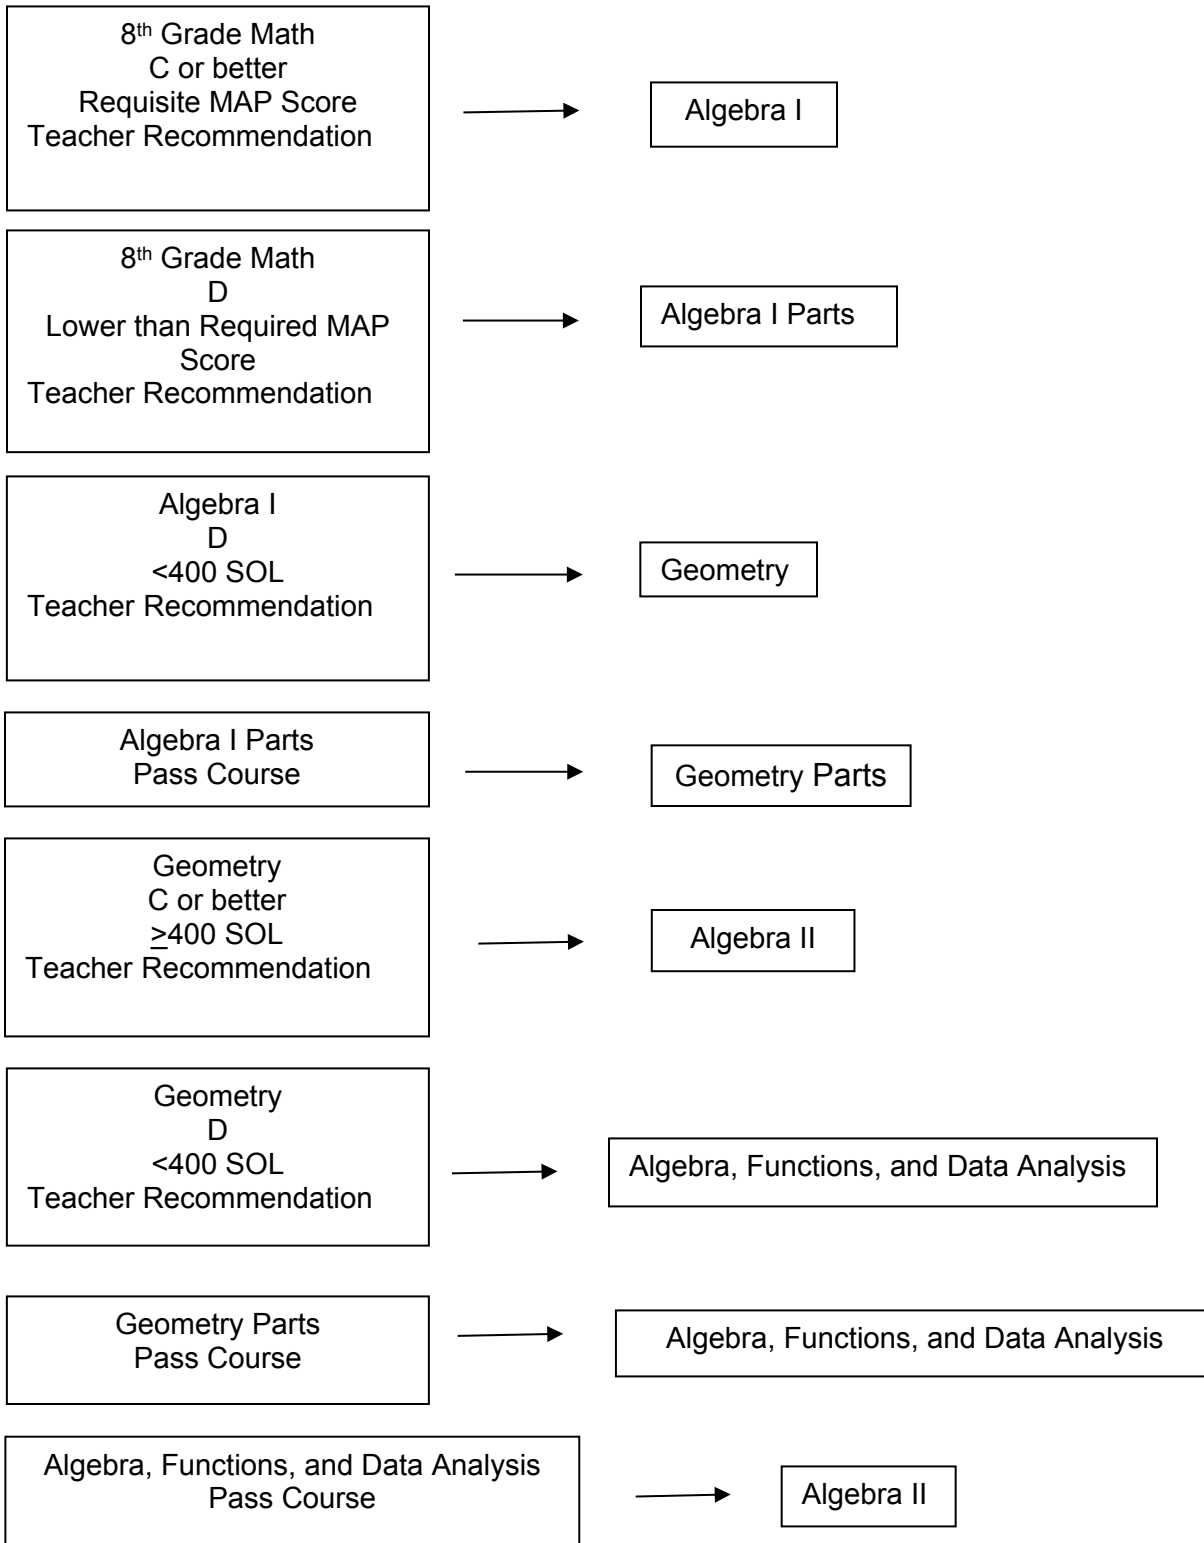 8th Grade Math
C or better
Requisite MAP Score
Teacher Recommendation
Algebra I
8th Grade Math
D
Lower than Required MAP
Score
Teacher Recommendation
Algebra I Parts
Algebra I
D
<400 SOL
Teacher Recommendation
Geometry
Algebra I Parts
Pass Course
Geometry Parts
Geometry
C or better
≥400 SOL
Teacher Recommendation
Algebra II
Geometry
D
<400 SOL
Teacher Recommendation
Algebra, Functions, and Data Analysis
Geometry Parts
Pass Course
Algebra, Functions, and Data Analysis
Algebra, Functions, and Data Analysis
Pass Course
Algebra II